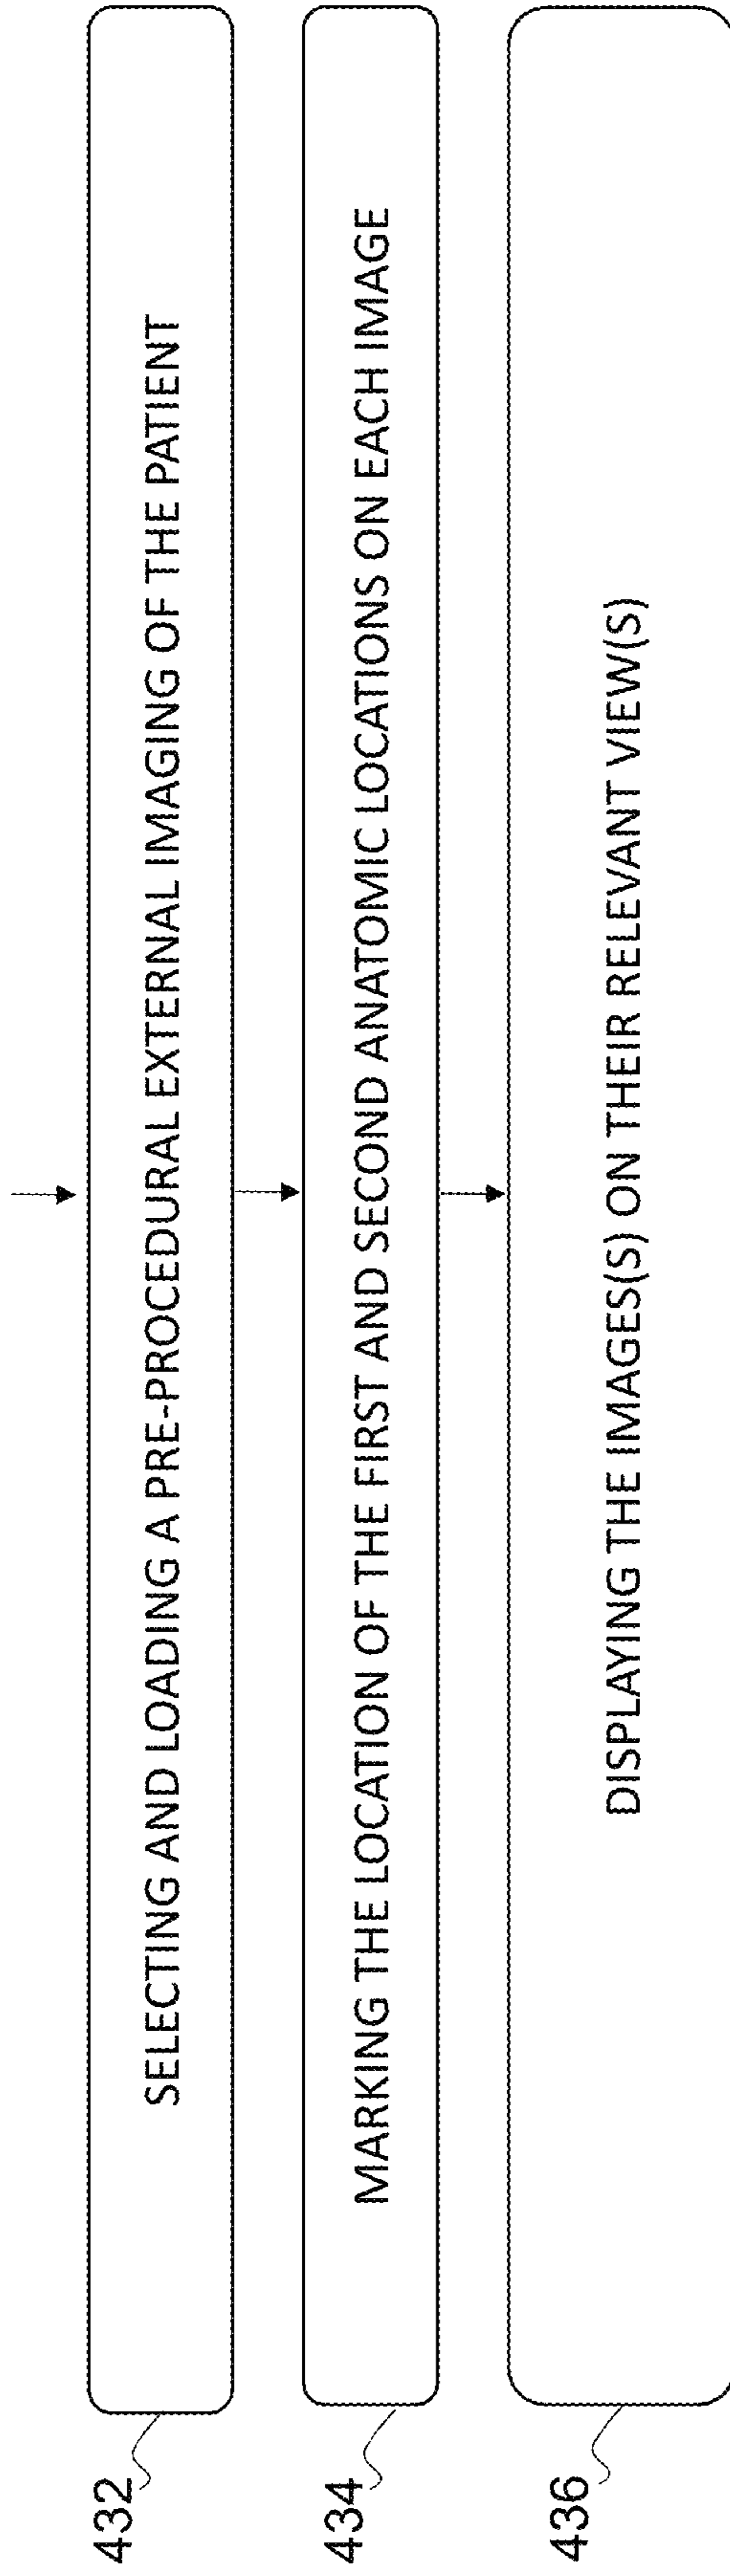 432
SELECTING AND LOADING A PRE-PROCEDURAL EXTERNAL IMAGING OF THE PATIENT
434
MARKING THE LOCATION OF THE FIRST AND SECOND ANATOMIC LOCATIONS ON EACH IMAGE
436
DISPLAYING THE IMAGES(S) ON THEIR RELEVANT VIEW(S)